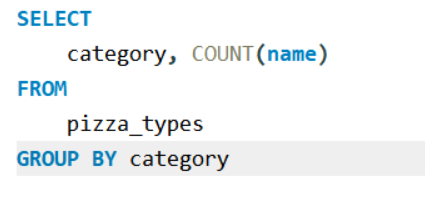 SELECT
    category, COUNT(name)
FROM
    pizza_types
GROUP BY category